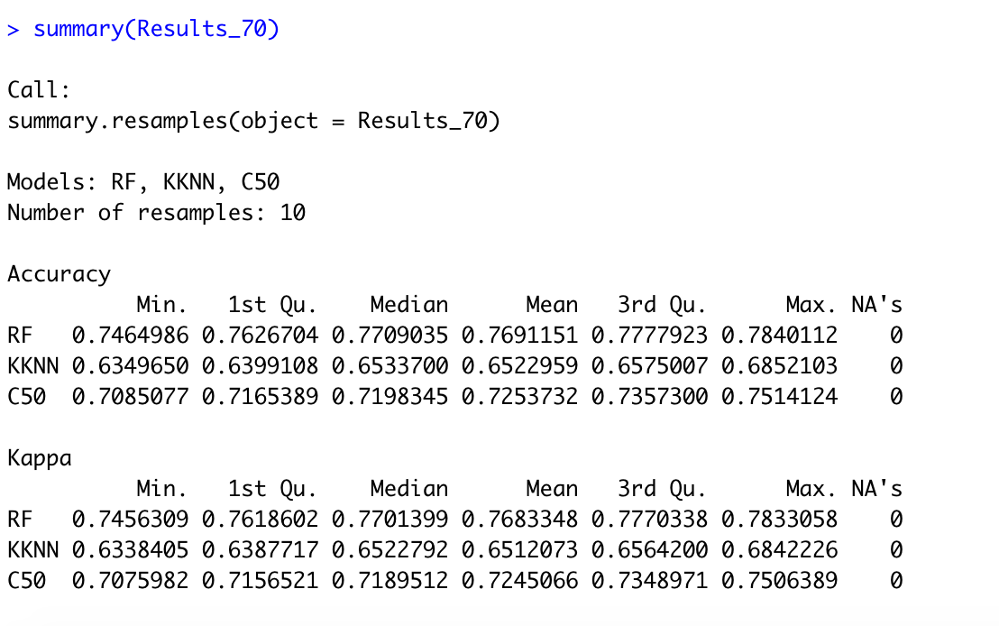 > summary(Results_70)
Call:
summary.resamples(object = Results_70)
Models: RF, KKNN, C50
Number of resamples: 10
Accuracy
Min. 1st Qu. Median Mean 3rd Qu. Max. NA's
RF 0.7464986 0.7626704 0.7709035 0.7691151 0.7777923 0.7840112 0
KKNN 0.6349650 0.6399108 0.6533700 0.6522959 0.6575007 0.6852103 0
C50 0.7085077 0.7165389 0.7198345 0.7253732 0.7357300 0.7514124 0
Kappa
Min. 1st Qu. Median Mean 3rd Qu. Max. NA's
RF 0.7456309 0.7618602 0.7701399 0.7683348 0.7770338 0.7833058 0
KKNN 0.6338405 0.6387717 0.6522792 0.6512073 0.6564200 0.6842226 0
C50 0.7075982 0.7156521 0.7189512 0.7245066 0.7348971 0.7506389 0